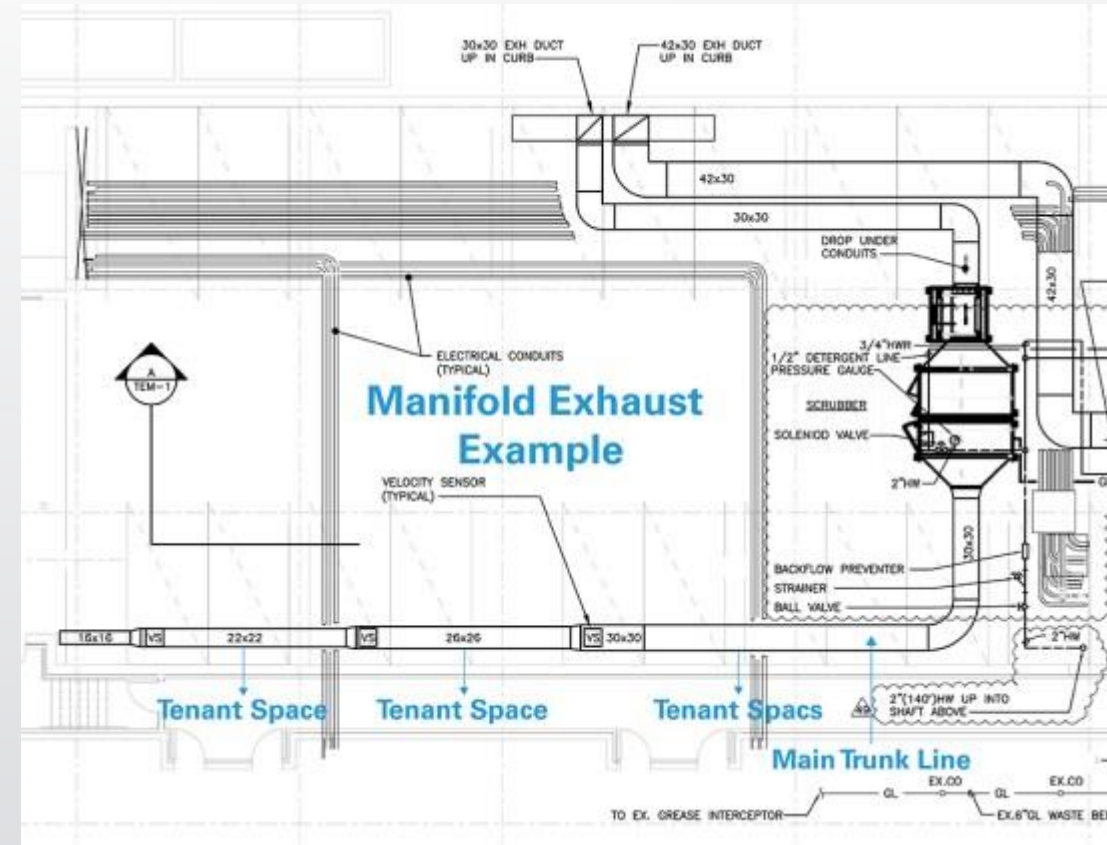 30x30 EXH DUCT
UP IN CURB
42x30 EXH DUCT
UP IN CURB
42x30
30x30
DROP UNDER
CONDUITS
42x30
3/4"HWR
1/2" DETERGENT LINE
PRESSURE GAUGE
SCRUBBER
SOLENIOD VALVE
2"HW
G
A
TEM-1
ELECTRICAL CONDUITS
(TYPICAL)
Manifold Exhaust
Example
VELOCITY SENSOR
(TYPICAL)
30x30
BACKFLOW PREVENTER
STRAINER
BALL VALVE
2"HW
16x16
VS
22x22
VS
26x26
VS
30x30
Tenant Space
Tenant Space
Tenant Spacs
2"(140°)HW UP INTO
SHAFT ABOVE
Main Trunk Line
TO EX. GREASE INTERCEPTOR
GL
EX.CO
GL
EX.CO
EX.6"GL WASTE BE